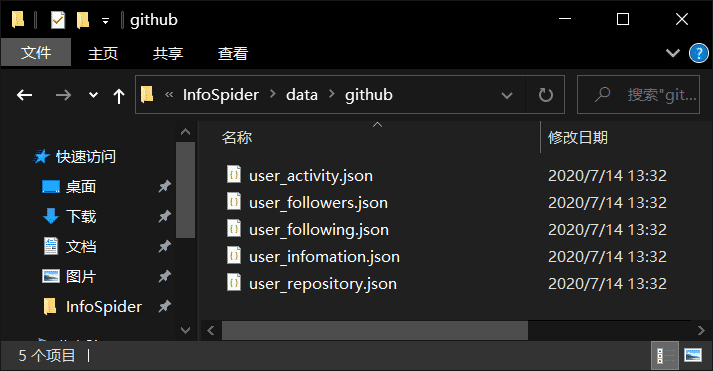 github
文件 主页 共享 查看
« InfoSpider data github 搜索"git...
名称 修改日期
快速访问
桌面
下载
文档
图片
InfoSpider
user_activity.json 2020/7/14 13:32
user_followers.json 2020/7/14 13:32
user_following.json 2020/7/14 13:32
user_infomation.json 2020/7/14 13:32
user_repository.json 2020/7/14 13:32
5 个项目